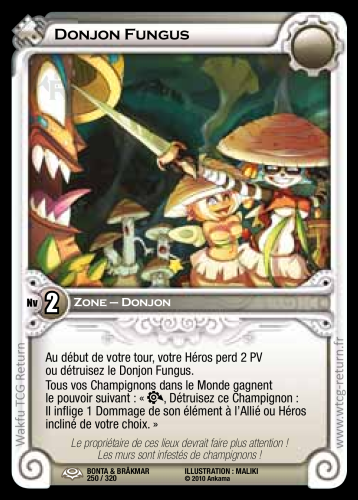 Donjon Fungus
Nv 2 Zone – Donjon
Au début de votre tour, votre Héros perd 2 PV
ou détruisez le Donjon Fungus.
Tous vos Champignons dans le Monde gagnent
le pouvoir suivant : « , Détruisez ce Champignon :
Il inflige 1 Dommage de son élément à l'Allié ou Héros
incliné de votre choix. »
Le propriétaire de ces lieux devrait faire plus attention !
Les murs sont infestés de champignons !
BONTA & BRÂKMAR
250 / 320
ILLUSTRATION : MALIKI
© 2010 Ankama
Wakfu TCG Return
www.wtcg-return.fr